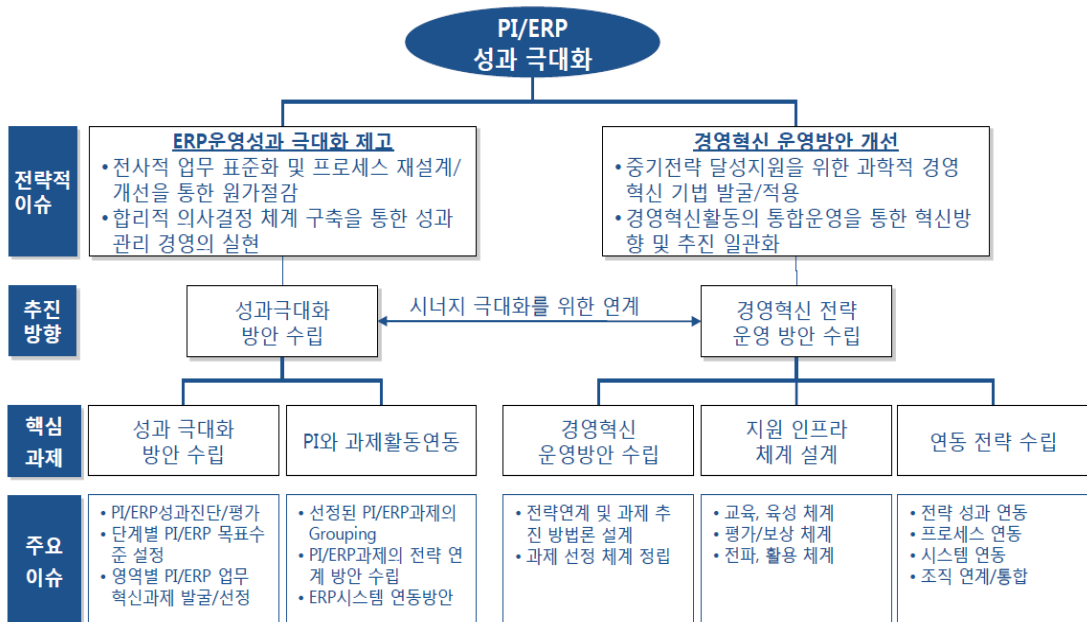 PI/ERP
성과 극대화
전략적
이슈
ERP운영성과 극대화 제고
• 전사적 업무 표준화 및 프로세스 재설계/
개선을 통한 원가절감
• 합리적 의사결정 체계 구축을 통한 성과
관리 경영의 실현
경영혁신 운영방안 개선
• 중기전략 달성지원을 위한 과학적 경영
혁신 기법 발굴/적용
• 경영혁신활동의 통합운영을 통한 혁신방
향 및 추진 일관화
추진
방향
성과극대화
방안 수립
시너지 극대화를 위한 연계
경영혁신 전략
운영 방안 수립
핵심
과제
성과 극대화
방안 수립
PI와 과제활동연동
경영혁신
운영방안 수립
지원 인프라
체계 설계
연동 전략 수립
주요
이슈
• PI/ERP성과진단/평가
• 단계별 PI/ERP 목표수
준 설정
• 영역별 PI/ERP 업무
혁신과제 발굴/선정
• 선정된 PI/ERP과제의
Grouping
• PI/ERP과제의 전략 연
계 방안 수립
• ERP시스템 연동방안
• 전략연계 및 과제 추
진 방법론 설계
• 과제 선정 체계 정립
• 교육, 육성 체계
• 평가/보상 체계
• 전파, 활용 체계
• 전략 성과 연동
• 프로세스 연동
• 시스템 연동
• 조직 연계/통합